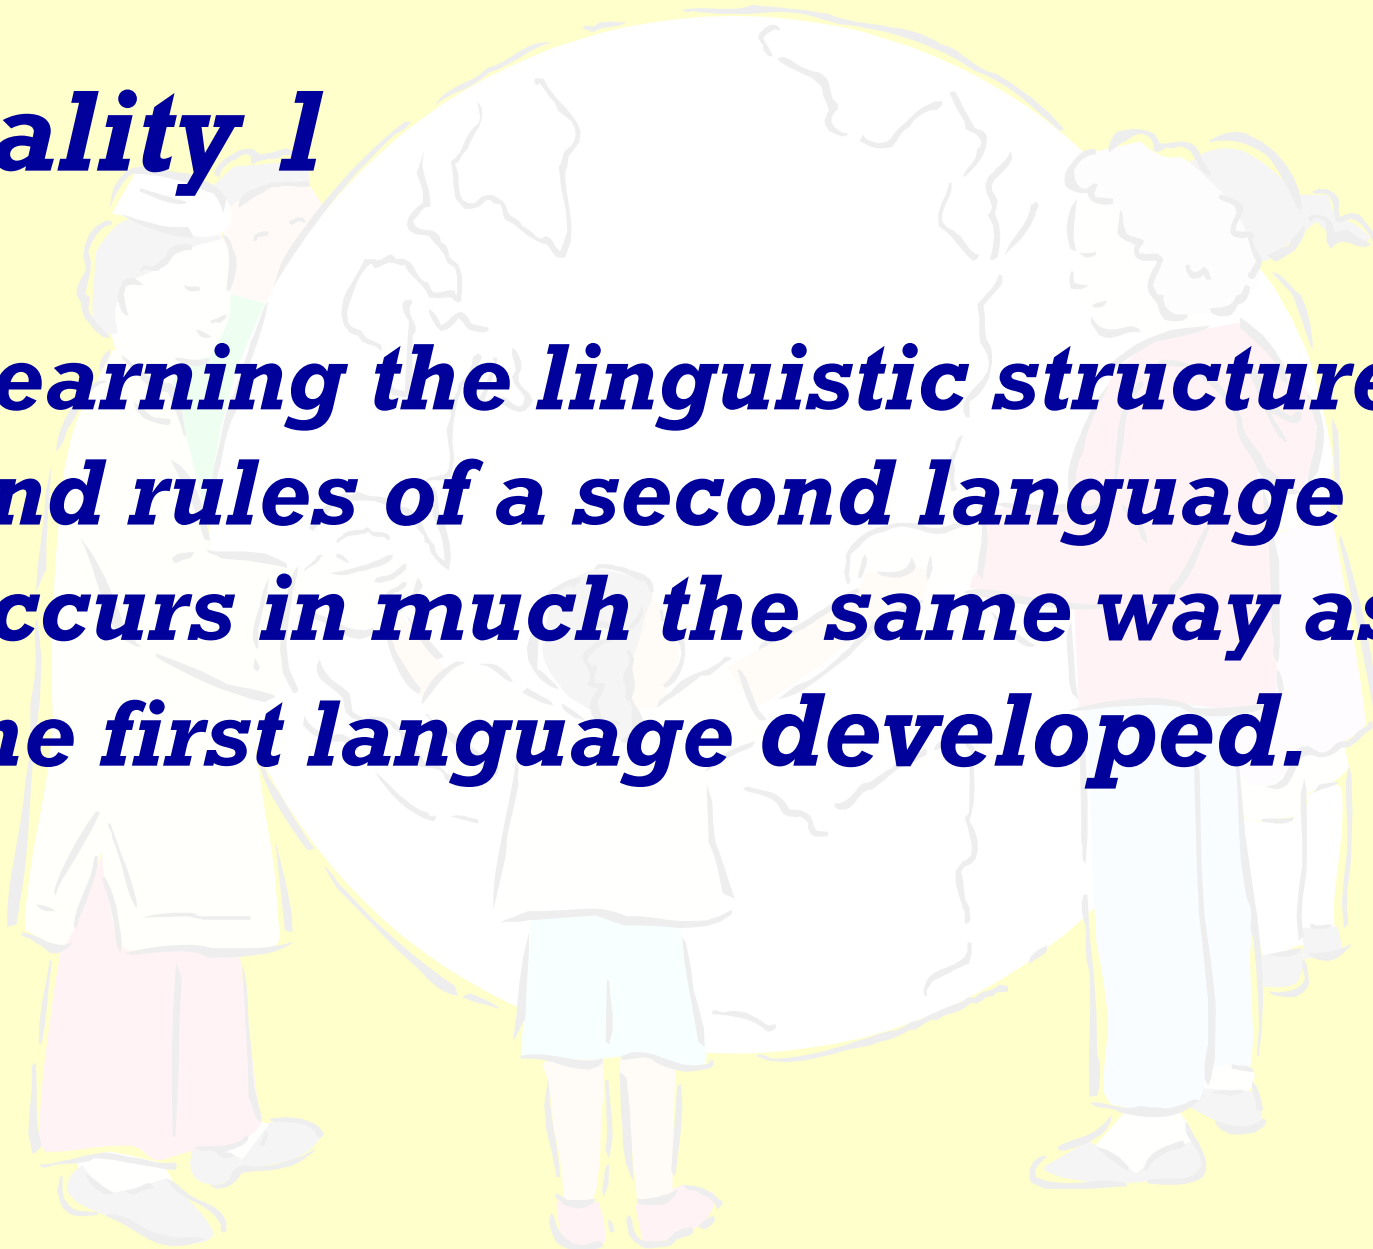 ality 1
earning the linguistic structure
nd rules of a second language
ccurs in much the same way as
he first language developed.